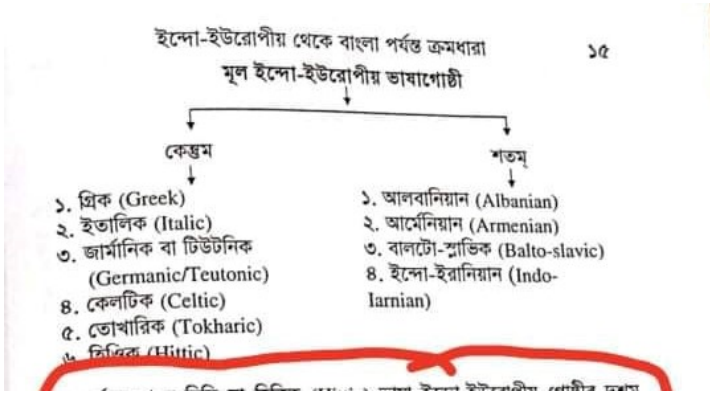 ইন্দো-ইউরোপীয় থেকে বাংলা পর্যন্ত ক্রমধারা ১৫
মূল ইন্দো-ইউরোপীয় ভাষাগোষ্ঠী
কেন্তুম
শতম্
১. গ্রিক (Greek)
২. ইতালিক (Italic)
৩. জার্মানিক বা টিউটনিক
(Germanic/Teutonic)
৪. কেলটিক (Celtic)
৫. তোখারিক (Tokharic)
৬. হিত্তিক (Hittic)
১. আলবানিয়ান (Albanian)
২. আর্মেনিয়ান (Armenian)
৩. বালটো-স্লাভিক (Balto-slavic)
৪. ইন্দো-ইরানিয়ান (Indo-
Iarnian)